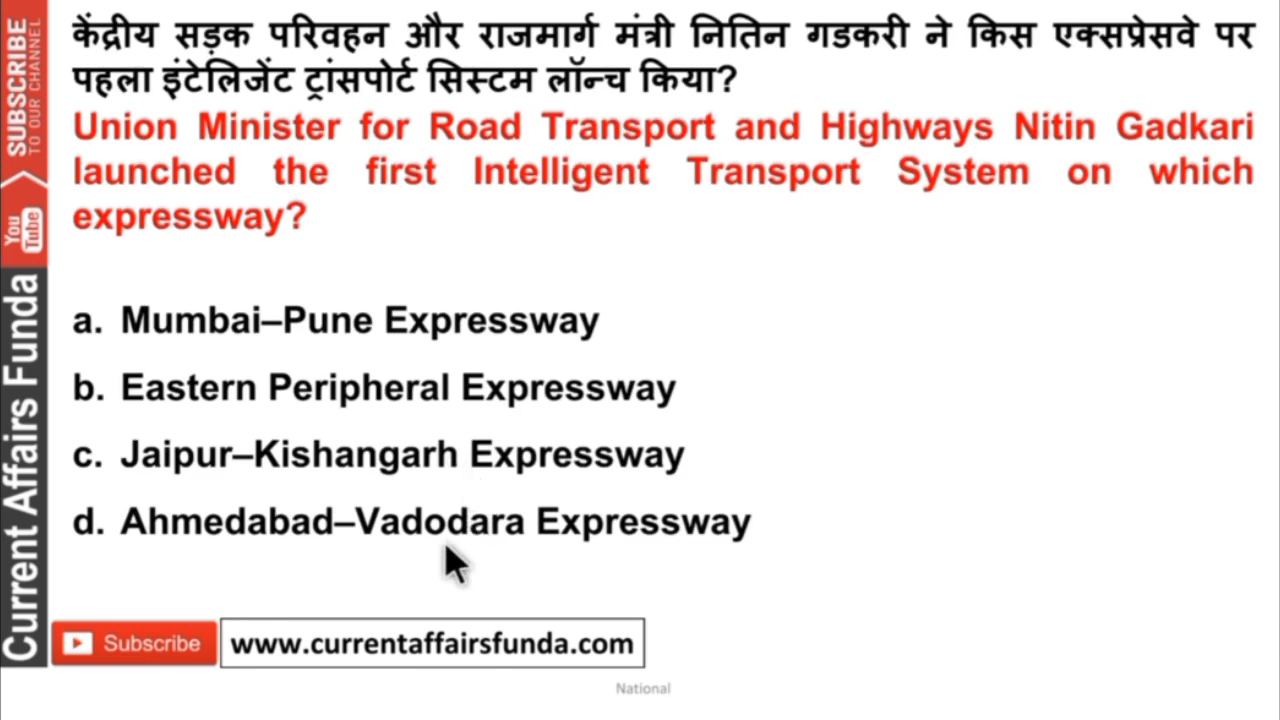 केंद्रीय सड़क परिवहन और राजमार्ग मंत्री नितिन गडकरी ने किस एक्सप्रेसवे पर
पहला इंटेलिजेंट ट्रांसपोर्ट सिस्टम लॉन्च किया?
Union Minister for Road Transport and Highways Nitin Gadkari
launched the first Intelligent Transport System on which
expressway?
a. Mumbai–Pune Expressway
b. Eastern Peripheral Expressway
c. Jaipur–Kishangarh Expressway
d. Ahmedabad–Vadodara Expressway
SUBSCRIBE
TO OUR CHANNEL
You
Tube
Current Affairs Funda
Subscribe
www.currentaffairsfunda.com
National